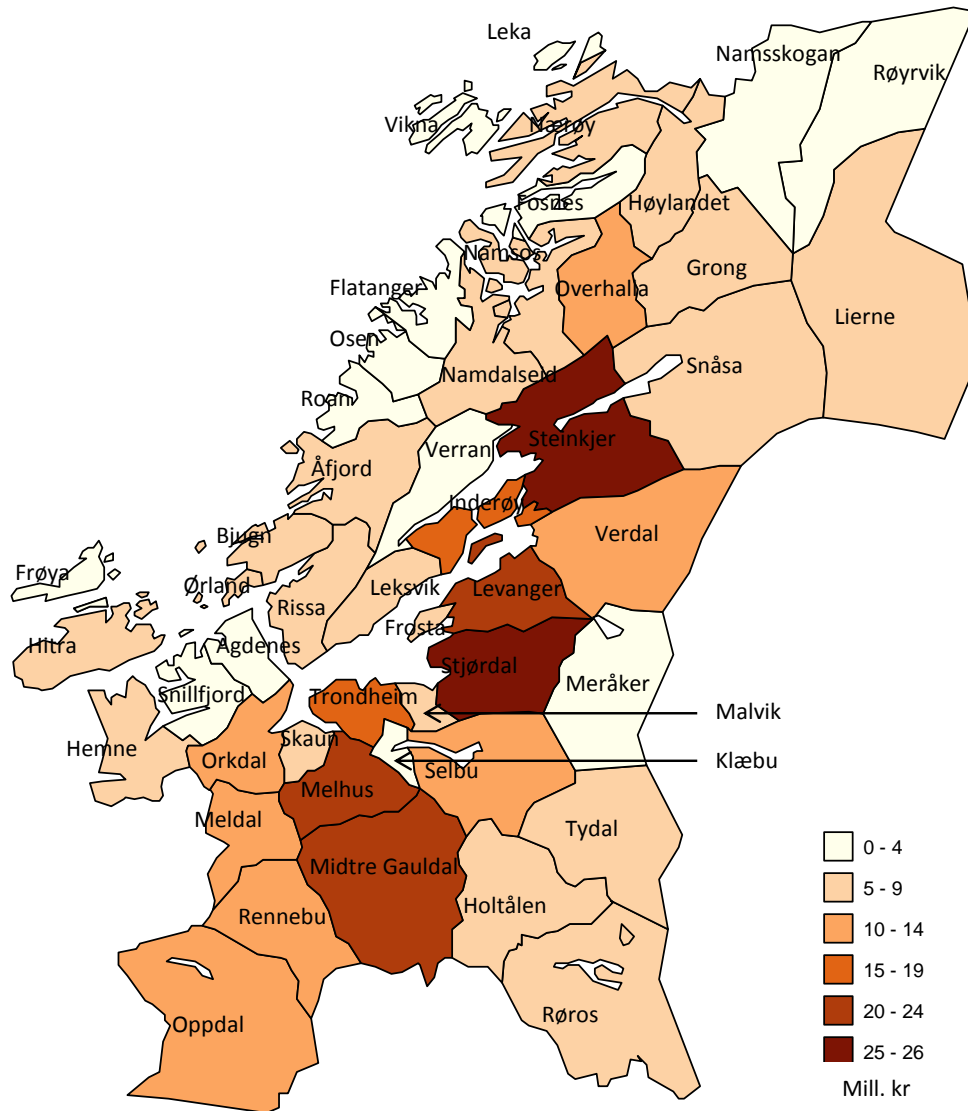 Leka
Namsskogan
Røyrvik
Vikna
Nærøy
Fosnes
Høylandet
Namsos
Grong
Flatanger
Overhalla
Lierne
Osen
Snåsa
Namdalseid
Roan
Steinkjer
Verran
Åfjord
Inderøy
Bjugn
Verdal
Frøya
Ørland
Rissa
Leksvik
Levanger
Frosta
Hitra
Agdenes
Stjørdal
Meråker
Snillfjord
Trondheim
Malvik
Hemne
Skaun
Orkdal
Klæbu
Selbu
Melhus
Meldal
Tydal
Midtre Gauldal
Holtålen
Rennebu
Røros
Oppdal
0 - 4
5 - 9
10 - 14
15 - 19
20 - 24
25 - 26
Mill. kr